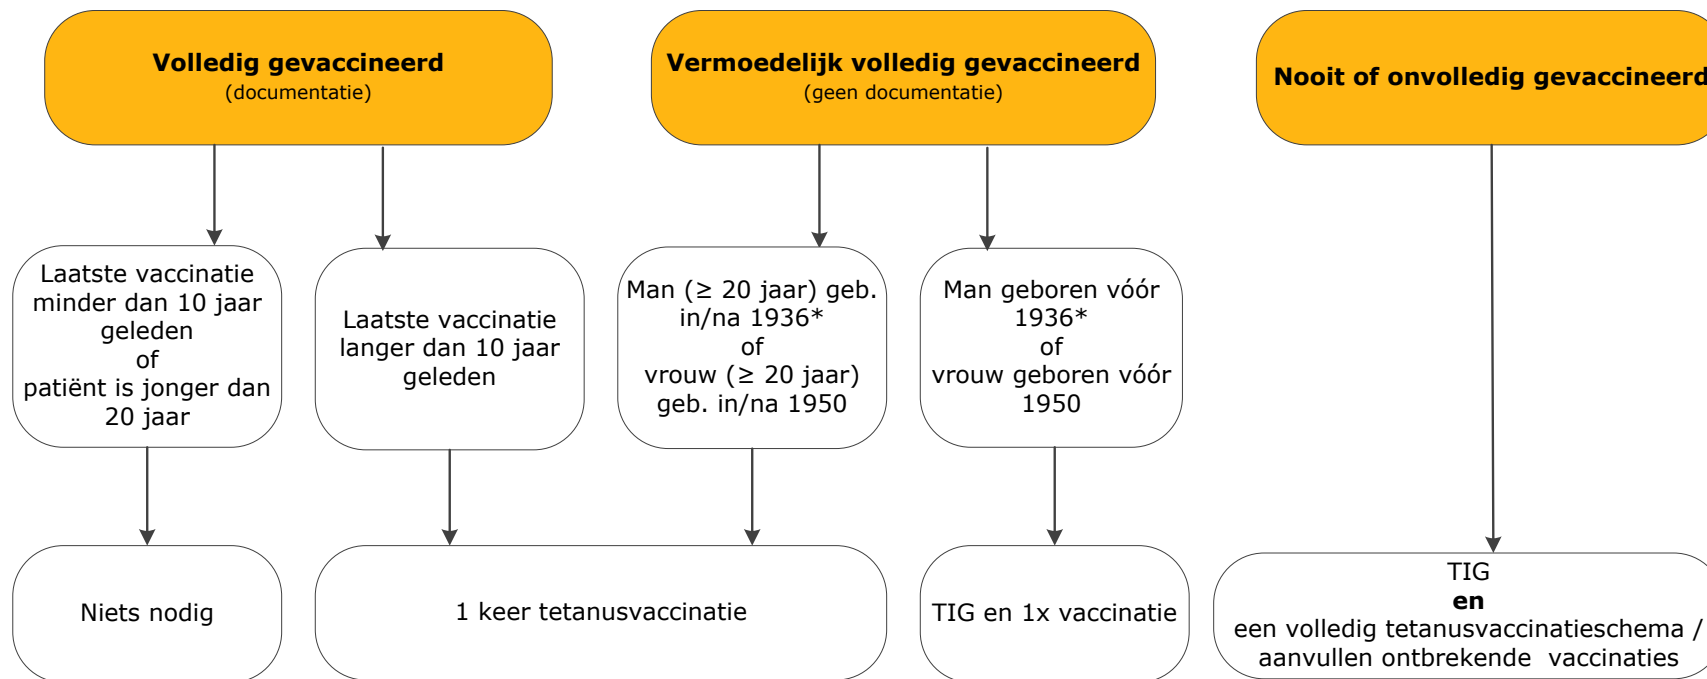 Volledig gevaccineerd
(documentatie)
Vermoedelijk volledig gevaccineerd
(geen documentatie)
Nooit of onvolledig gevaccineerd
Laatste vaccinatie
minder dan 10 jaar
geleden
of
patiënt is jonger dan
20 jaar
Laatste vaccinatie
langer dan 10 jaar
geleden
Man (≥ 20 jaar) geb.
in/na 1936*
of
vrouw (≥ 20 jaar)
geb. in/na 1950
Man geboren vóór
1936*
of
vrouw geboren vóór
1950
Niets nodig
1 keer tetanusvaccinatie
TIG en 1x vaccinatie
TIG
en
een volledig tetanusvaccinatieschema /
aanvullen ontbrekende vaccinaties